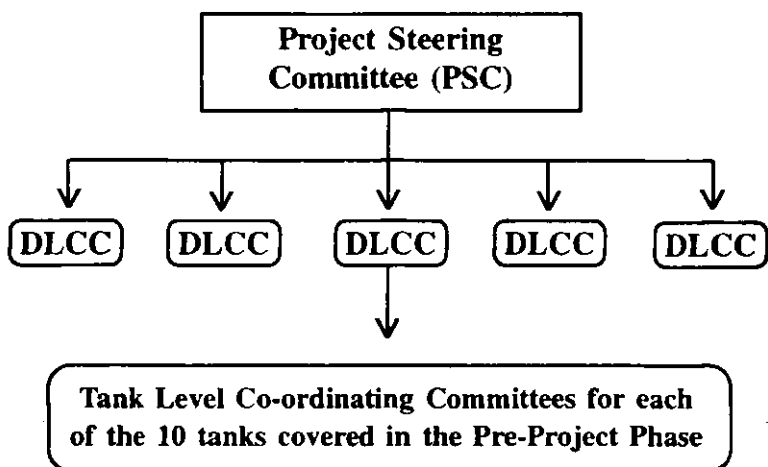 Project Steering
Committee (PSC)
DLCC DLCC DLCC DLCC DLCC
Tank Level Co-ordinating Committees for each
of the 10 tanks covered in the Pre-Project Phase